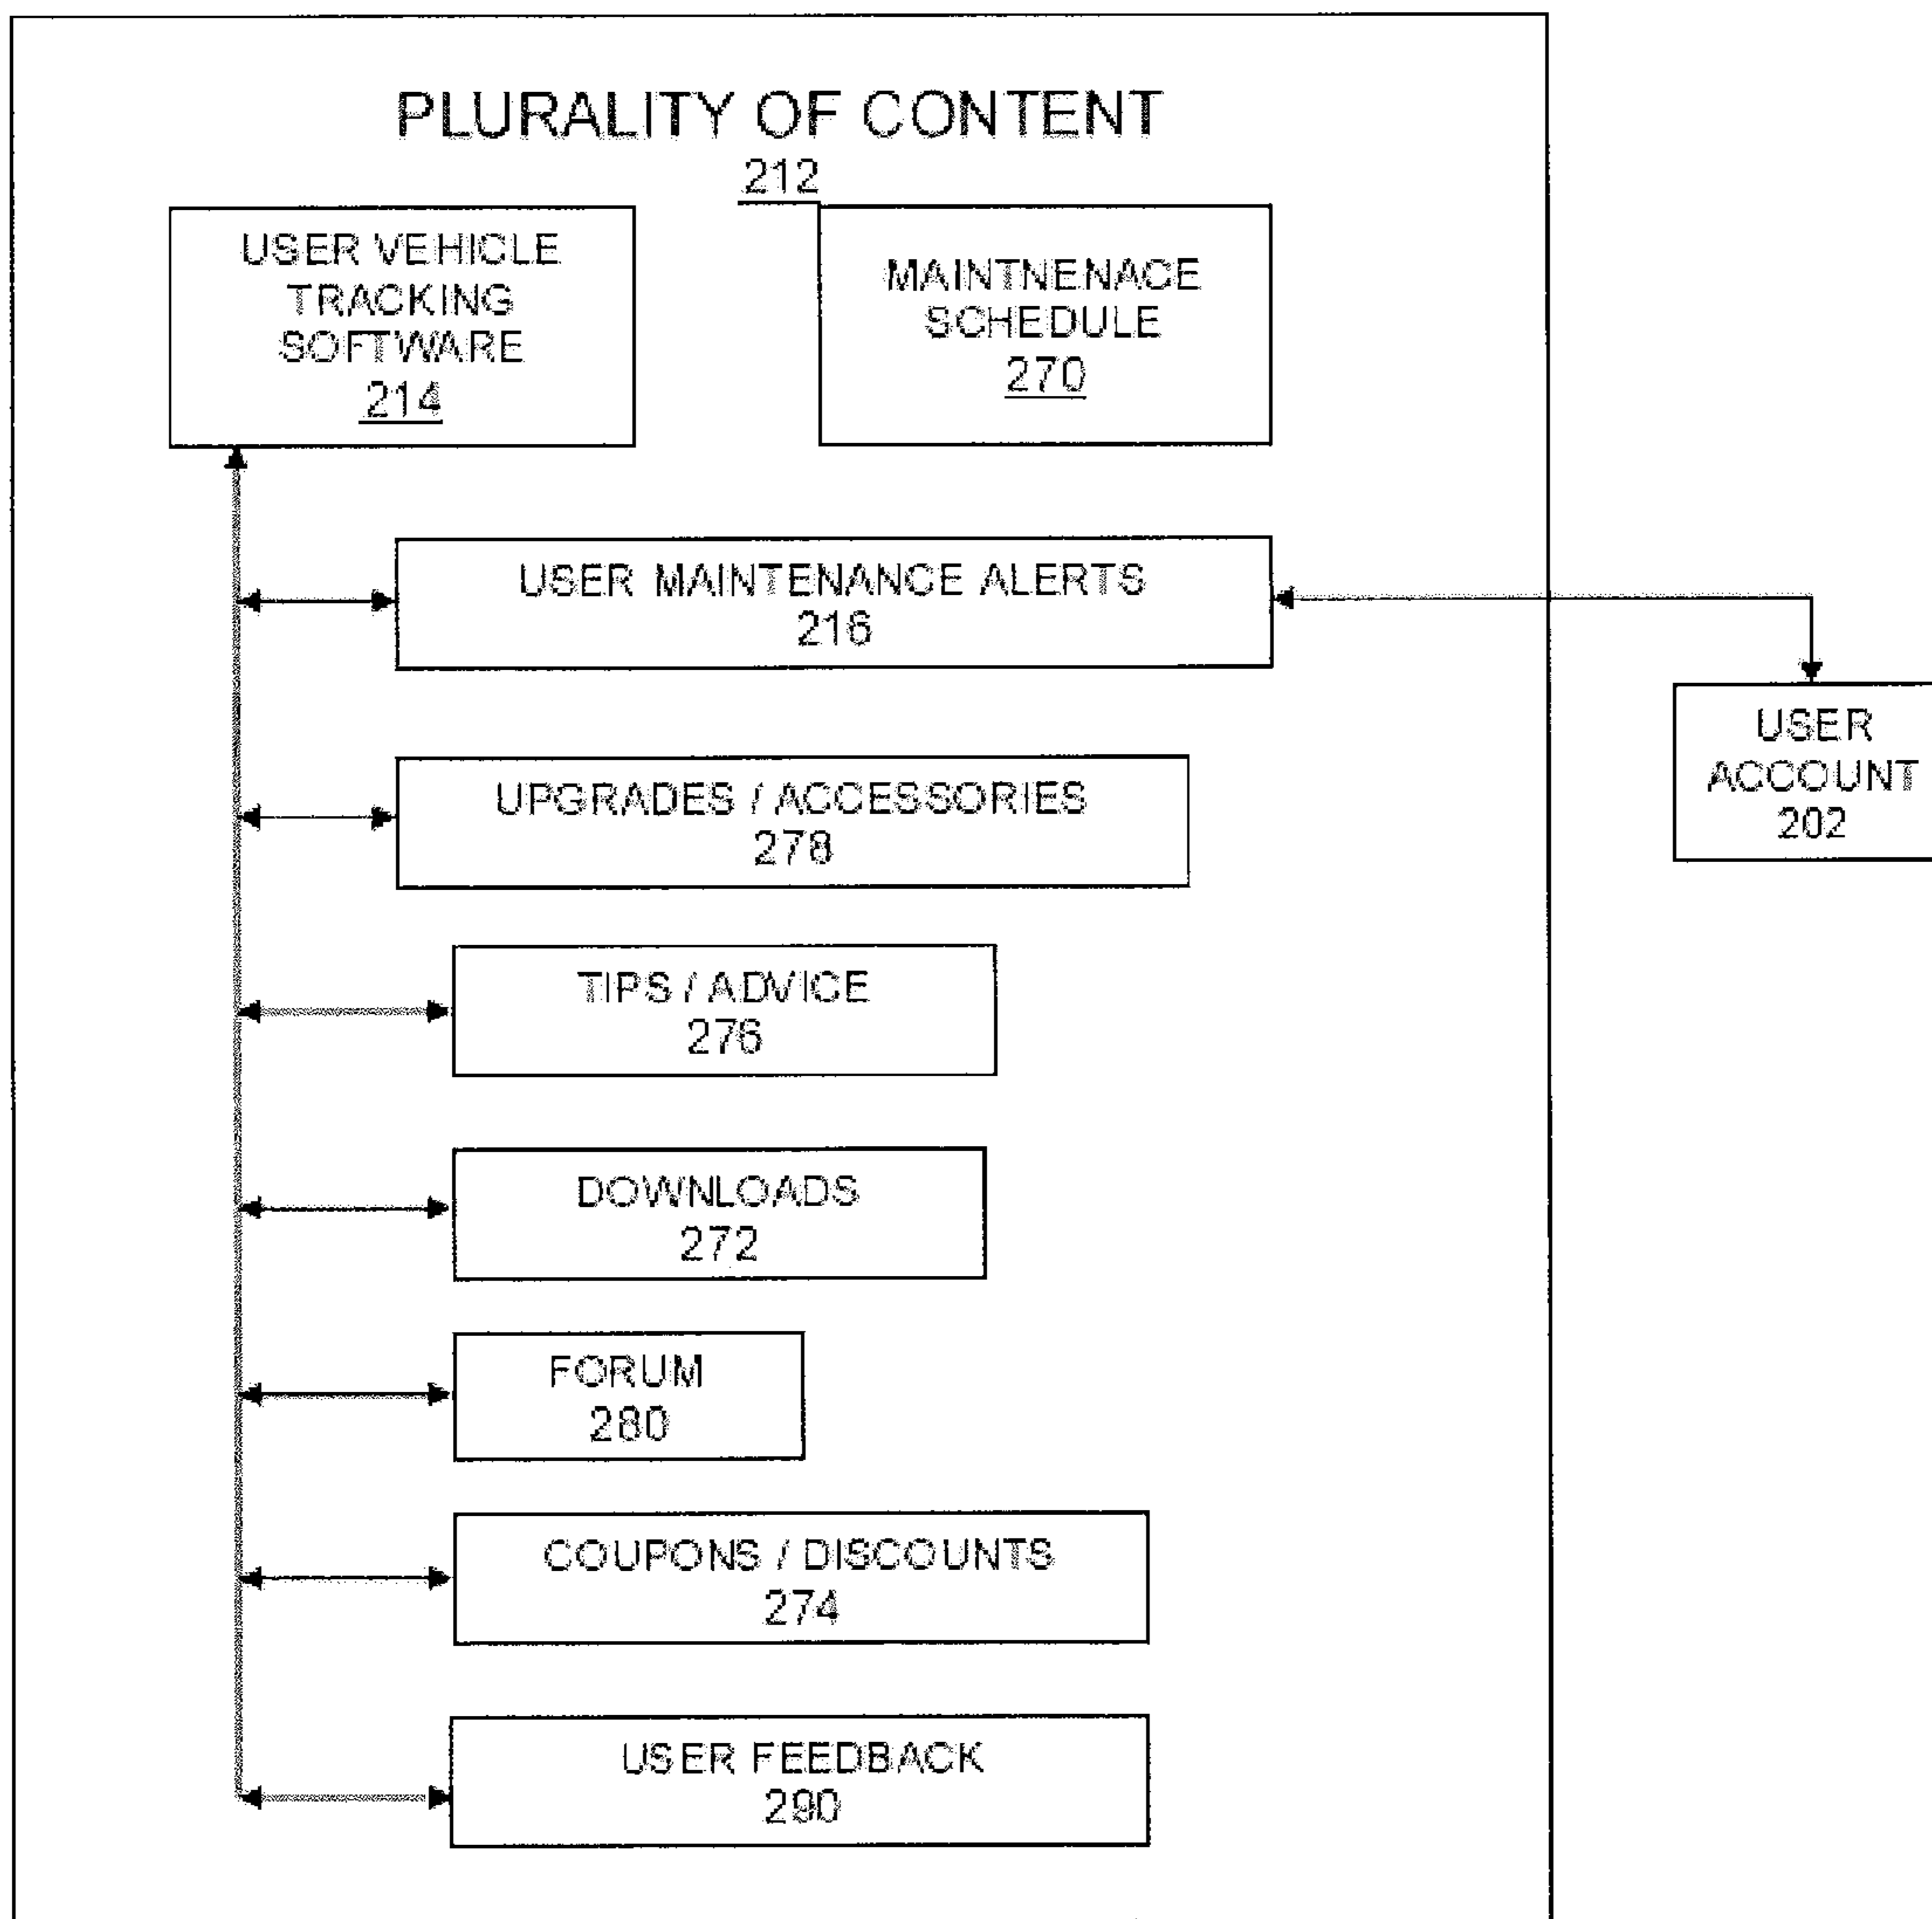 PLURALITY OF CONTENT
212
USER VEHICLE
TRACKING
SOFTWARE
214
MAINTNENACE
SCHEDULE
270
USER MAINTENANCE ALERTS
216
USER
ACCOUNT
202
UPGRADES / ACCESSORIES
278
TIPS / ADVICE
276
DOWNLOADS
272
FORUM
280
COUPONS / DISCOUNTS
274
USER FEEDBACK
290